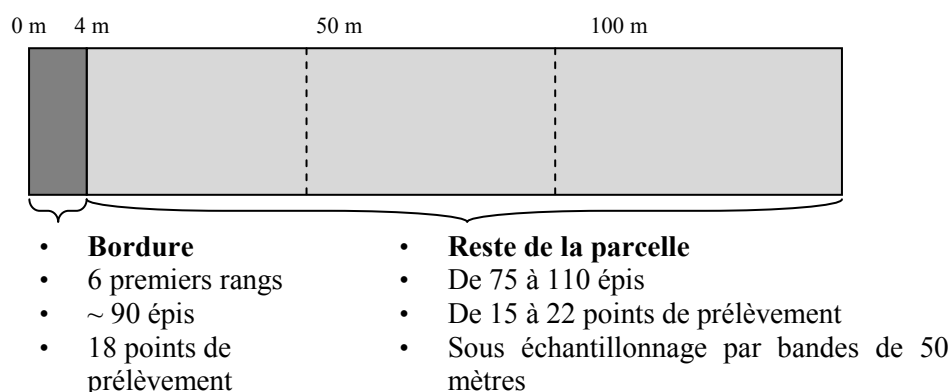 0 m 4 m 50 m 100 m
• Bordure
• 6 premiers rangs
• ~ 90 épis
• 18 points de
prélèvement
• Reste de la parcelle
• De 75 à 110 épis
• De 15 à 22 points de prélèvement
• Sous échantillonnage par bandes de 50
mètres